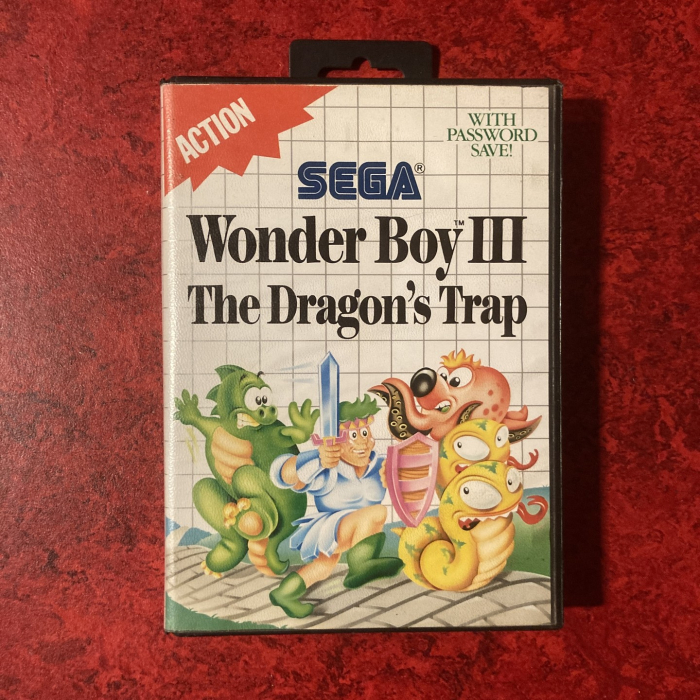 ACTION
WITH
PASSWORD
SAVE!
SEGA®
Wonder Boy™ III
The Dragon's Trap